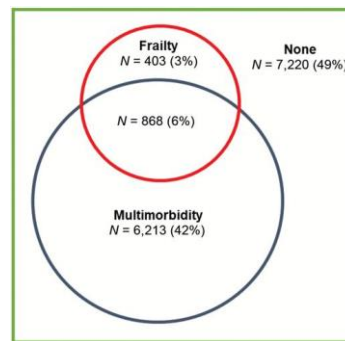 Frailty
N = 403 (3%)
None
N = 7,220 (49%)
N = 868 (6%)
Multimorbidity
N = 6,213 (42%)